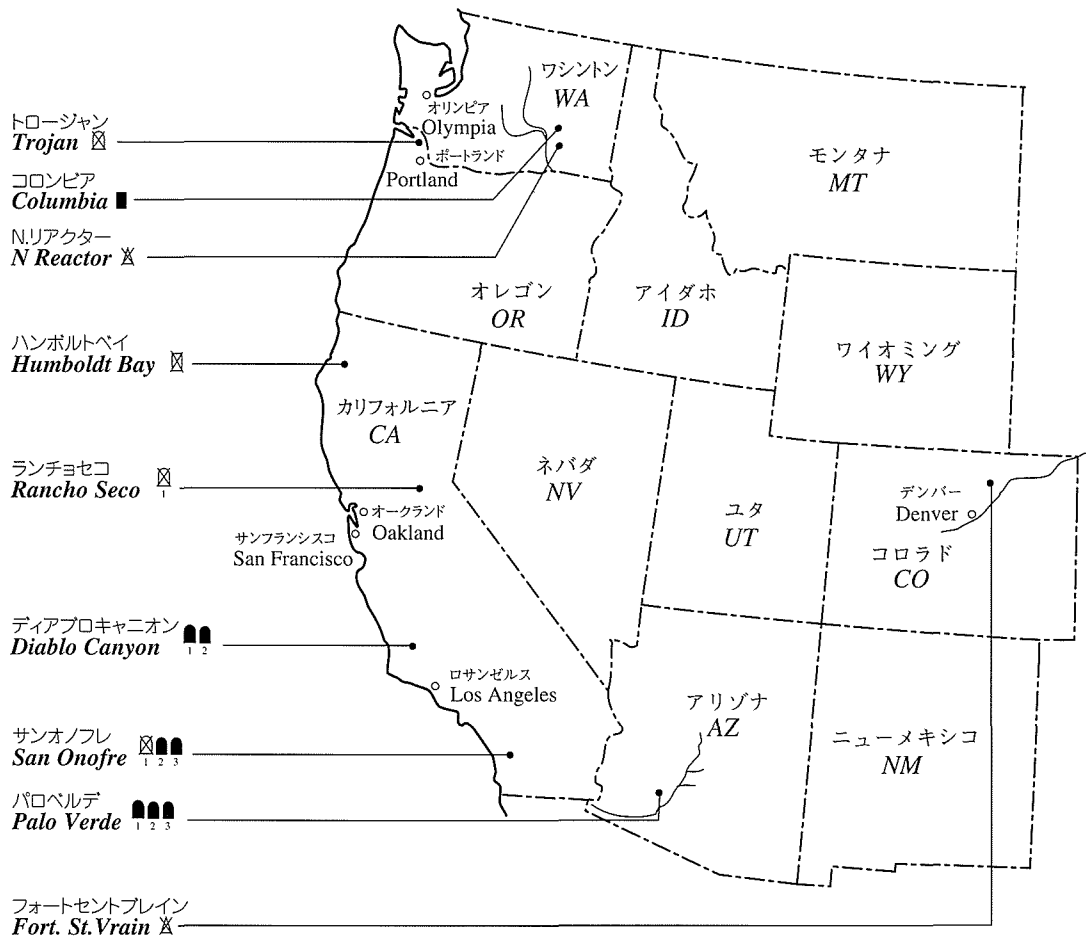 トロージャン
Trojan
コロンビア
Columbia
N.リアクター
N Reactor
ハンボルトベイ
Humboldt Bay
ランチョセコ
Rancho Seco
1
ディアブロキャニオン
Diablo Canyon
1 2
サンオノフレ
San Onofre
1 2 3
パロベルデ
Palo Verde
1 2 3
フォートセントブレイン
Fort. St.Vrain
ワシントン
WA
オリンピア
Olympia
ポートランド
Portland
モンタナ
MT
オレゴン
OR
アイダホ
ID
ワイオミング
WY
カリフォルニア
CA
ネバダ
NV
ユタ
UT
デンバー
Denver
コロラド
CO
オークランド
Oakland
サンフランシスコ
San Francisco
ロサンゼルス
Los Angeles
アリゾナ
AZ
ニューメキシコ
NM